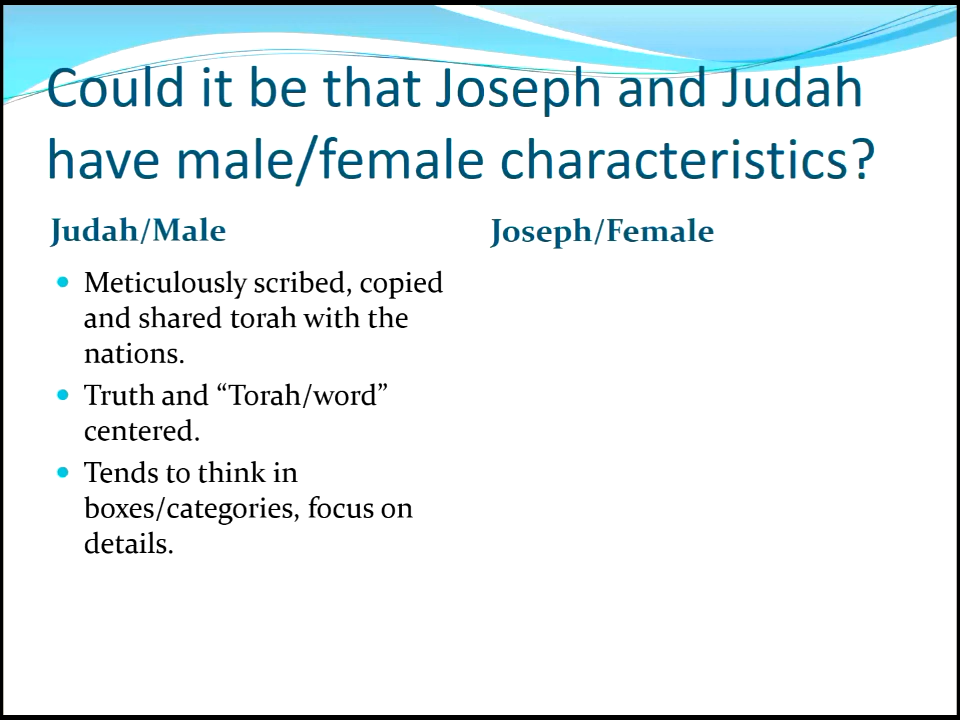 Could it be that Joseph and Judah
have male/female characteristics?
Judah/Male
Meticulously scribed, copied
and shared torah with the
nations.
Truth and “Torah/word”
centered.
Tends to think in
boxes/categories, focus on
details.
Joseph/Female